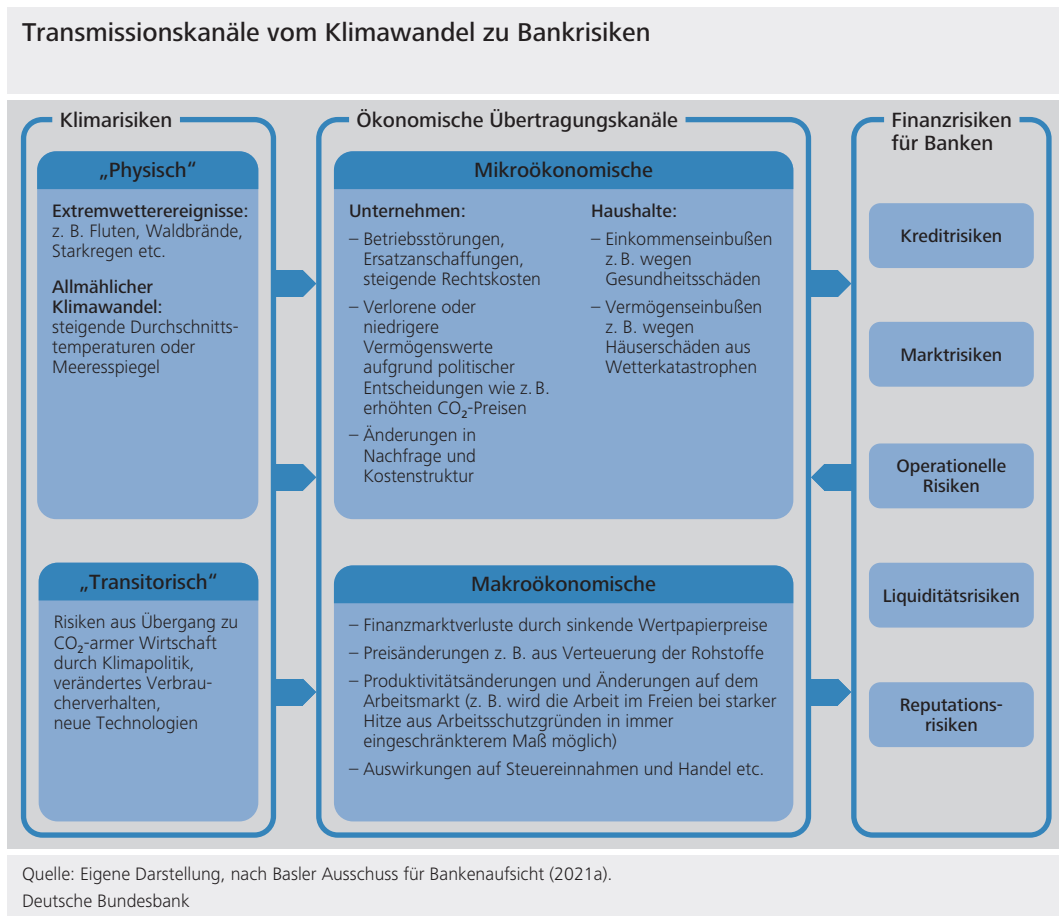 Transmissionskanäle vom Klimawandel zu Bankrisiken
Klimarisiken
„Physisch“
Extremwetterereignisse:
z. B. Fluten, Waldbrände,
Starkregen etc.
Allmählicher
Klimawandel:
steigende Durchschnitts-
temperaturen oder
Meeresspiegel
„Transitorisch“
Risiken aus Übergang zu
CO₂-armer Wirtschaft
durch Klimapolitik,
verändertes Verbrau-
cherverhalten,
neue Technologien
Ökonomische Übertragungskanäle
Mikroökonomische
Unternehmen:
– Betriebsstörungen,
Ersatzanschaffungen,
steigende Rechtskosten
– Verlorene oder
niedrigere
Vermögenswerte
aufgrund politischer
Entscheidungen wie z. B.
erhöhten CO₂-Preisen
– Änderungen in
Nachfrage und
Kostenstruktur
Haushalte:
– Einkommenseinbußen
z. B. wegen
Gesundheitsschäden
– Vermögenseinbußen
z. B. wegen
Häuserschäden aus
Wetterkatastrophen
Makroökonomische
– Finanzmarktverluste durch sinkende Wertpapierpreise
– Preisänderungen z. B. aus Verteuerung der Rohstoffe
– Produktivitätsänderungen und Änderungen auf dem
Arbeitsmarkt (z. B. wird die Arbeit im Freien bei starker
Hitze aus Arbeitsschutzgründen in immer
eingeschränkterem Maß möglich)
– Auswirkungen auf Steuereinnahmen und Handel etc.
Finanzrisiken
für Banken
Kreditrisiken
Marktrisiken
Operationelle
Risiken
Liquiditätsrisiken
Reputations-
risiken
Quelle: Eigene Darstellung, nach Basler Ausschuss für Bankenaufsicht (2021a).
Deutsche Bundesbank